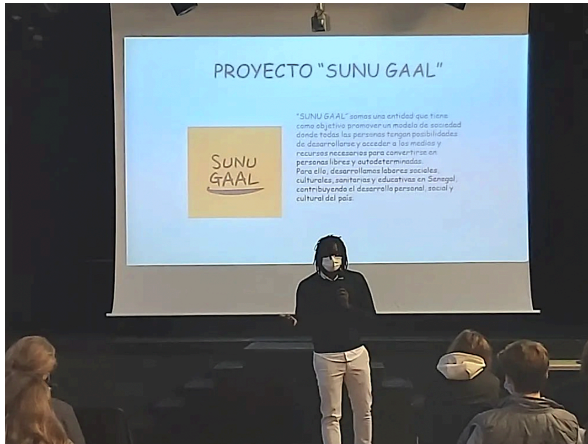 PROYECTO "SUNU GAAL"
"SUNU GAAL" somos una entidad que tiene
como objetivo promover un modelo de sociedad
donde todas las personas tengan posibilidades
de desarrollarse y acceder a los medios y
recursos necesarios para convertirse en
personas libres y autodeterminadas.
Para ello, desarrollamos labores sociales,
culturales, sanitarias y educativas en Senegal,
contribuyendo el desarrollo personal, social y
cultural del país.
SUNU
GAAL